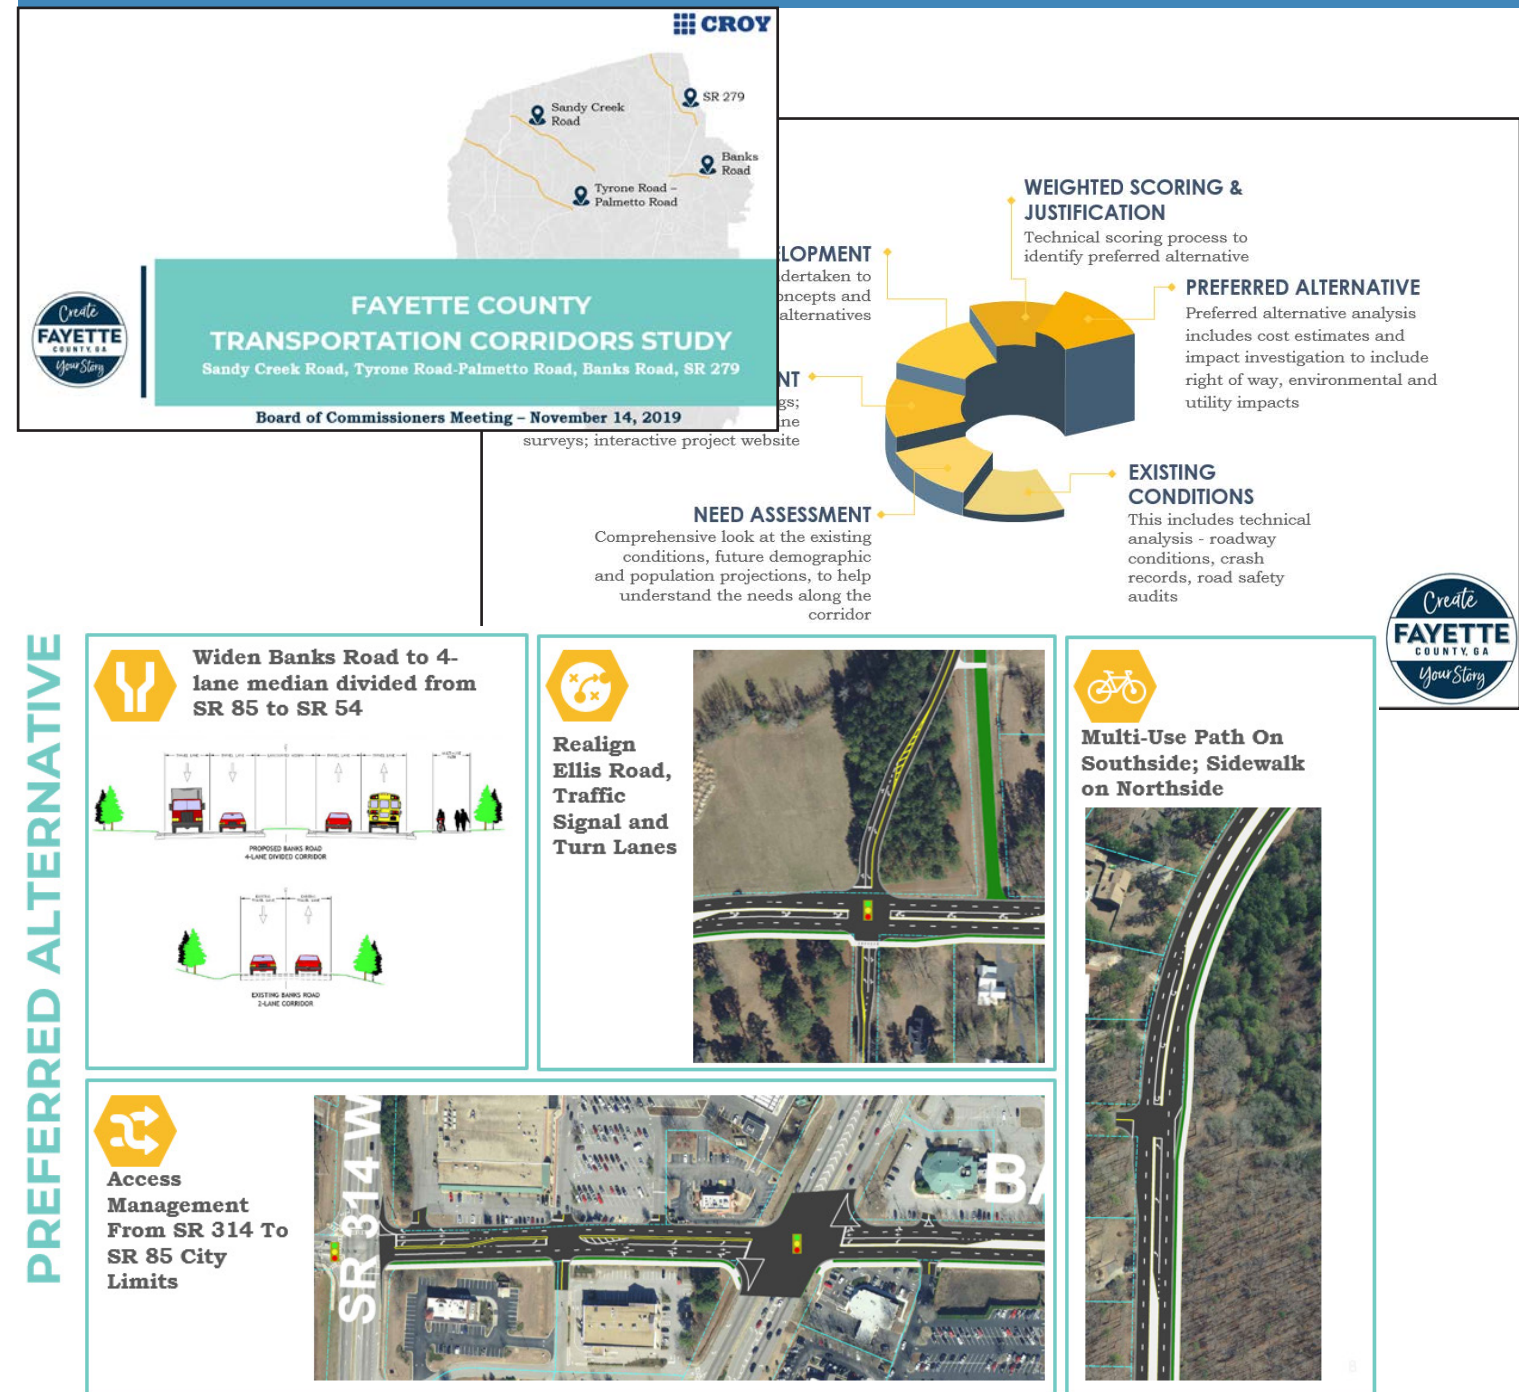 CROY
SR 279
Sandy Creek
Road
Banks
Road
Tyrone Road –
Palmetto Road
Create
FAYETTE
COUNTY, GA
Your Story
FAYETTE COUNTY
TRANSPORTATION CORRIDORS STUDY
Sandy Creek Road, Tyrone Road-Palmetto Road, Banks Road, SR 279
Board of Commissioners Meeting – November 14, 2019
WEIGHTED SCORING &
JUSTIFICATION
Technical scoring process to
identify preferred alternative
LOPMENT
dertaken to
oncepts and
alternatives
PREFERRED ALTERNATIVE
Preferred alternative analysis
includes cost estimates and
impact investigation to include
right of way, environmental and
utility impacts
NT
gs;
ne
surveys; interactive project website
NEED ASSESSMENT
Comprehensive look at the existing
conditions, future demographic
and population projections, to help
understand the needs along the
corridor
EXISTING
CONDITIONS
This includes technical
analysis - roadway
conditions, crash
records, road safety
audits
Create
FAYETTE
COUNTY, GA
Your Story
PREFERRED ALTERNATIVE
Widen Banks Road to 4-
lane median divided from
SR 85 to SR 54
PROPOSED BANKS ROAD
4-LANE DIVIDED CORRIDOR
EXISTING BANKS ROAD
2-LANE CORRIDOR
Realign
Ellis Road,
Traffic
Signal and
Turn Lanes
Multi-Use Path On
Southside; Sidewalk
on Northside
Access
Management
From SR 314 To
SR 85 City
Limits
SR 314 W
BA
8